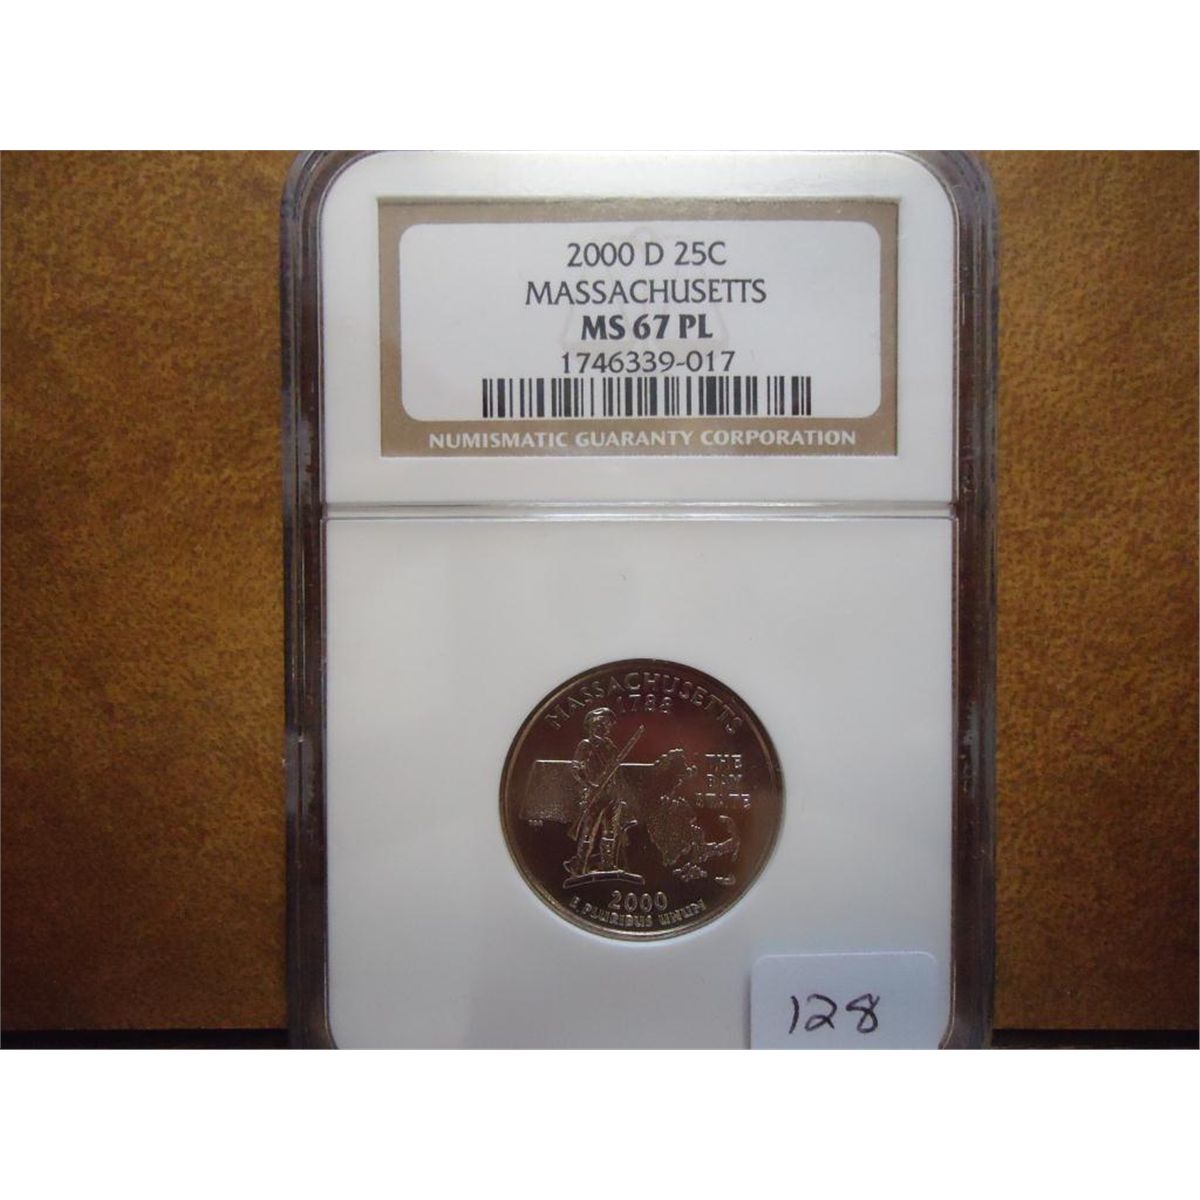 2000 D 25C
MASSACHUSETTS
MS 67 PL
1746339-017
NUMISMATIC GUARANTY CORPORATION
MASSACHUSETTS
1788
THE
BAY
STATE
2000
E PLURIBUS UNUM
128